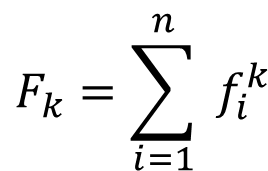 F_k = \sum_{i=1}^{n} f_i^k